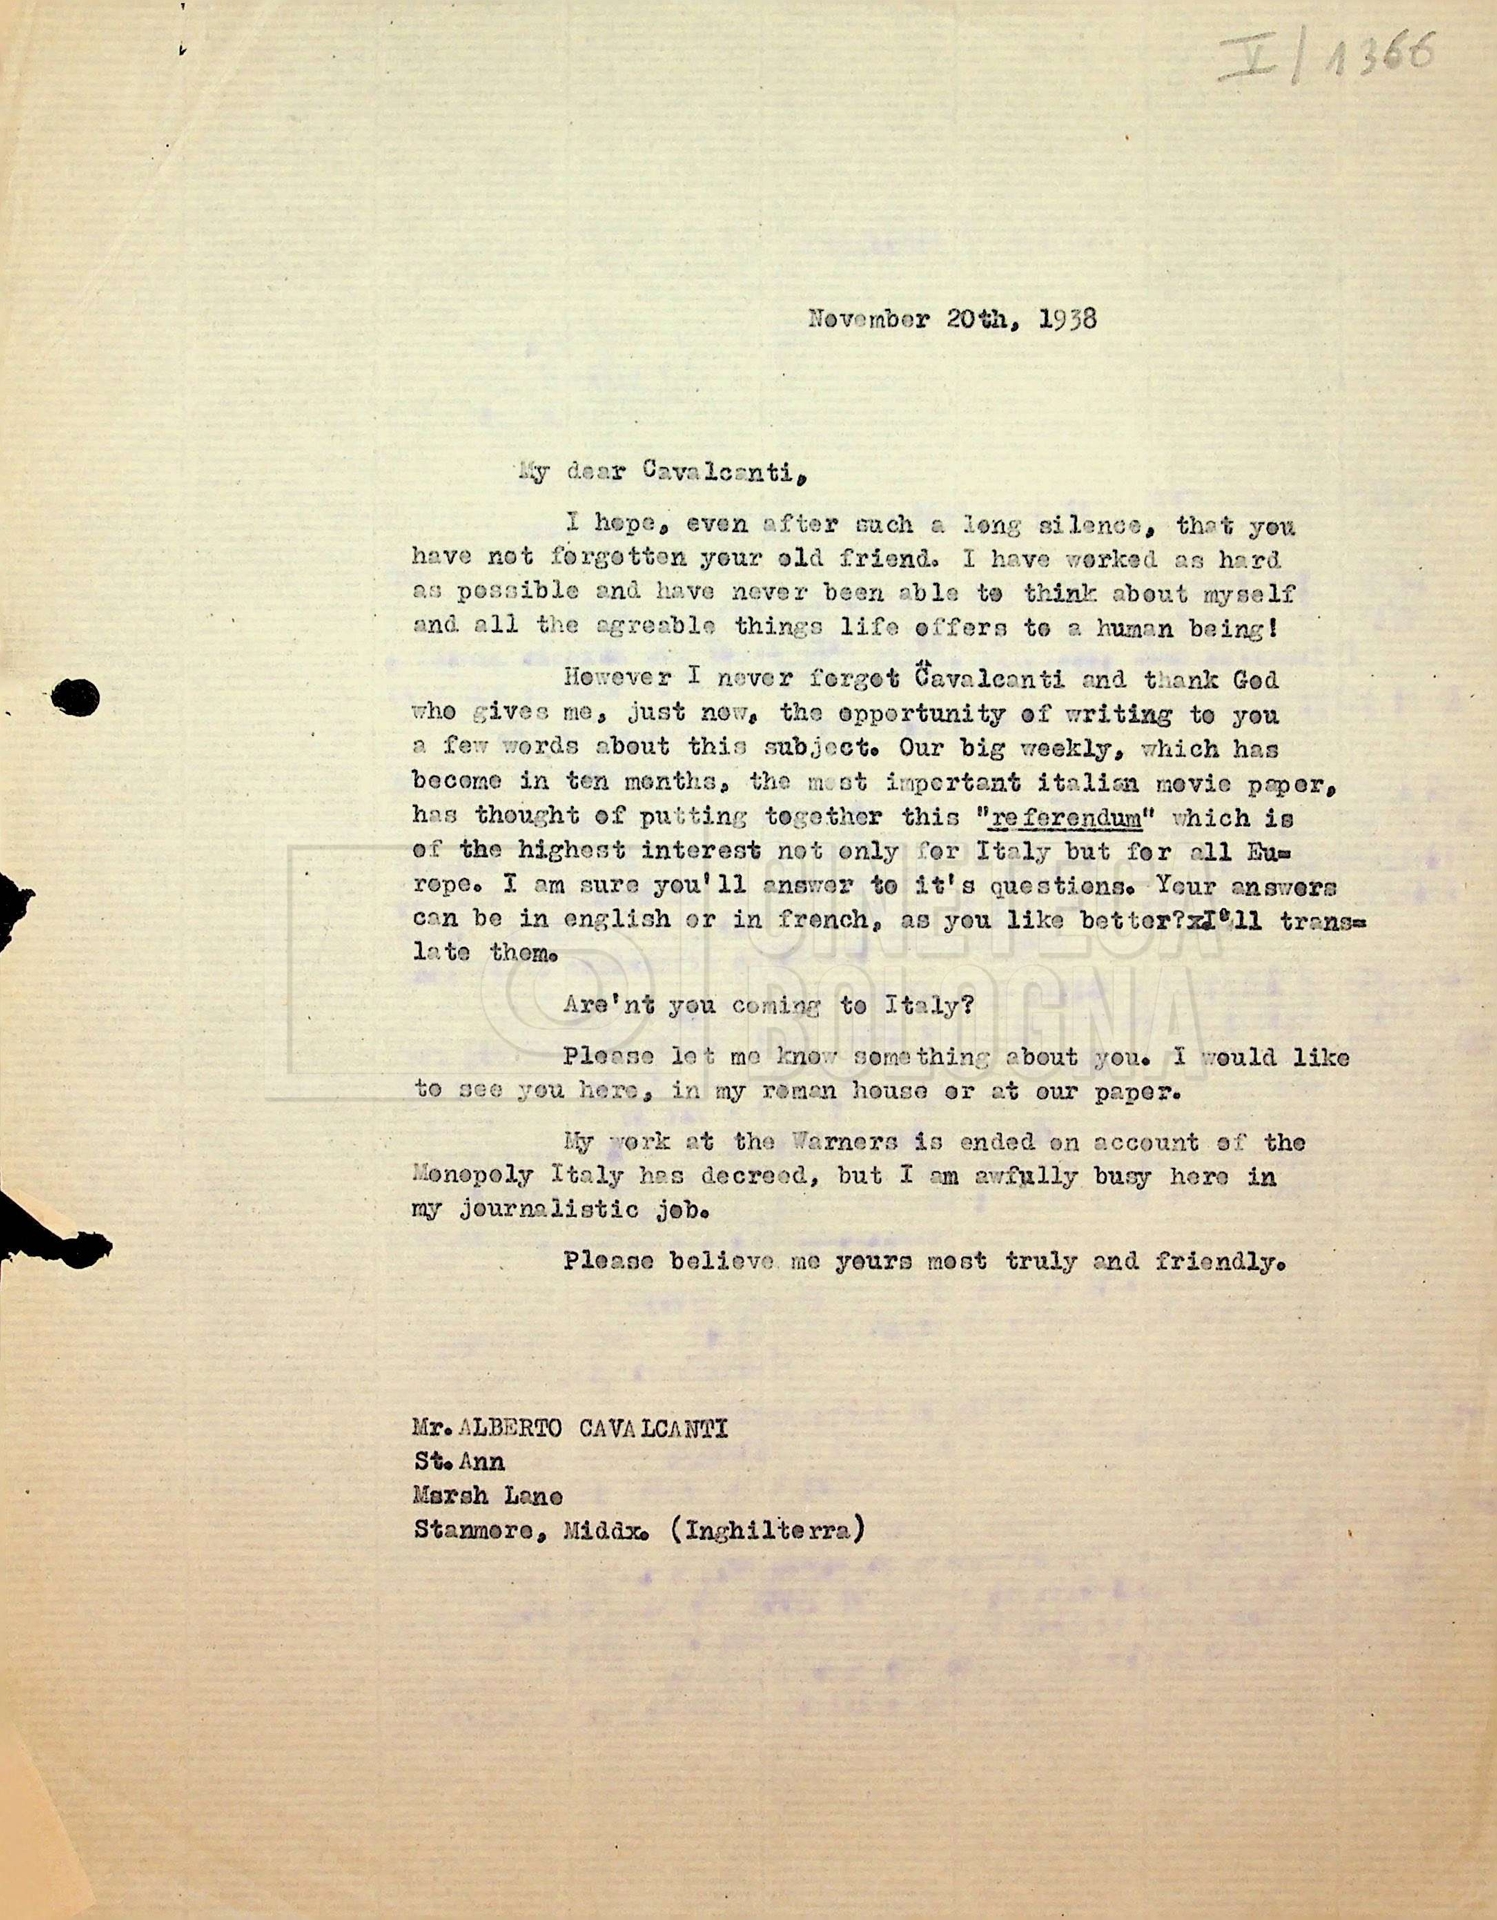 V/1366
November 20th, 1938
My dear Cavalcanti,
I hope, even after such a long silence, that you
have not forgotten your old friend. I have worked as hard
as possible and have never been able to think about myself
and all the agreable things life offers to a human being!
However I never forget Cavalcanti and thank God
who gives me, just now, the opportunity of writing to you
a few words about this subject. Our big weekly, which has
become in ten months, the most important italian movie paper,
has thought of putting together this "referendum" which is
of the highest interest not only for Italy but for all Eu=
rope. I am sure you'll answer to it's questions. Your answers
can be in english or in french, as you like better?xI'll trans=
late them.
Are'nt you coming to Italy?
Please let me know something about you. I would like
to see you here, in my roman house or at our paper.
My work at the Warners is ended on account of the
Monopoly Italy has decreed, but I am awfully busy here in
my journalistic job.
Please believe me yours most truly and friendly.
Mr. ALBERTO CAVALCANTI
St. Ann
Marsh Lane
Stanmore, Middx. (Inghilterra)
© CINETECA
BOLOGNA